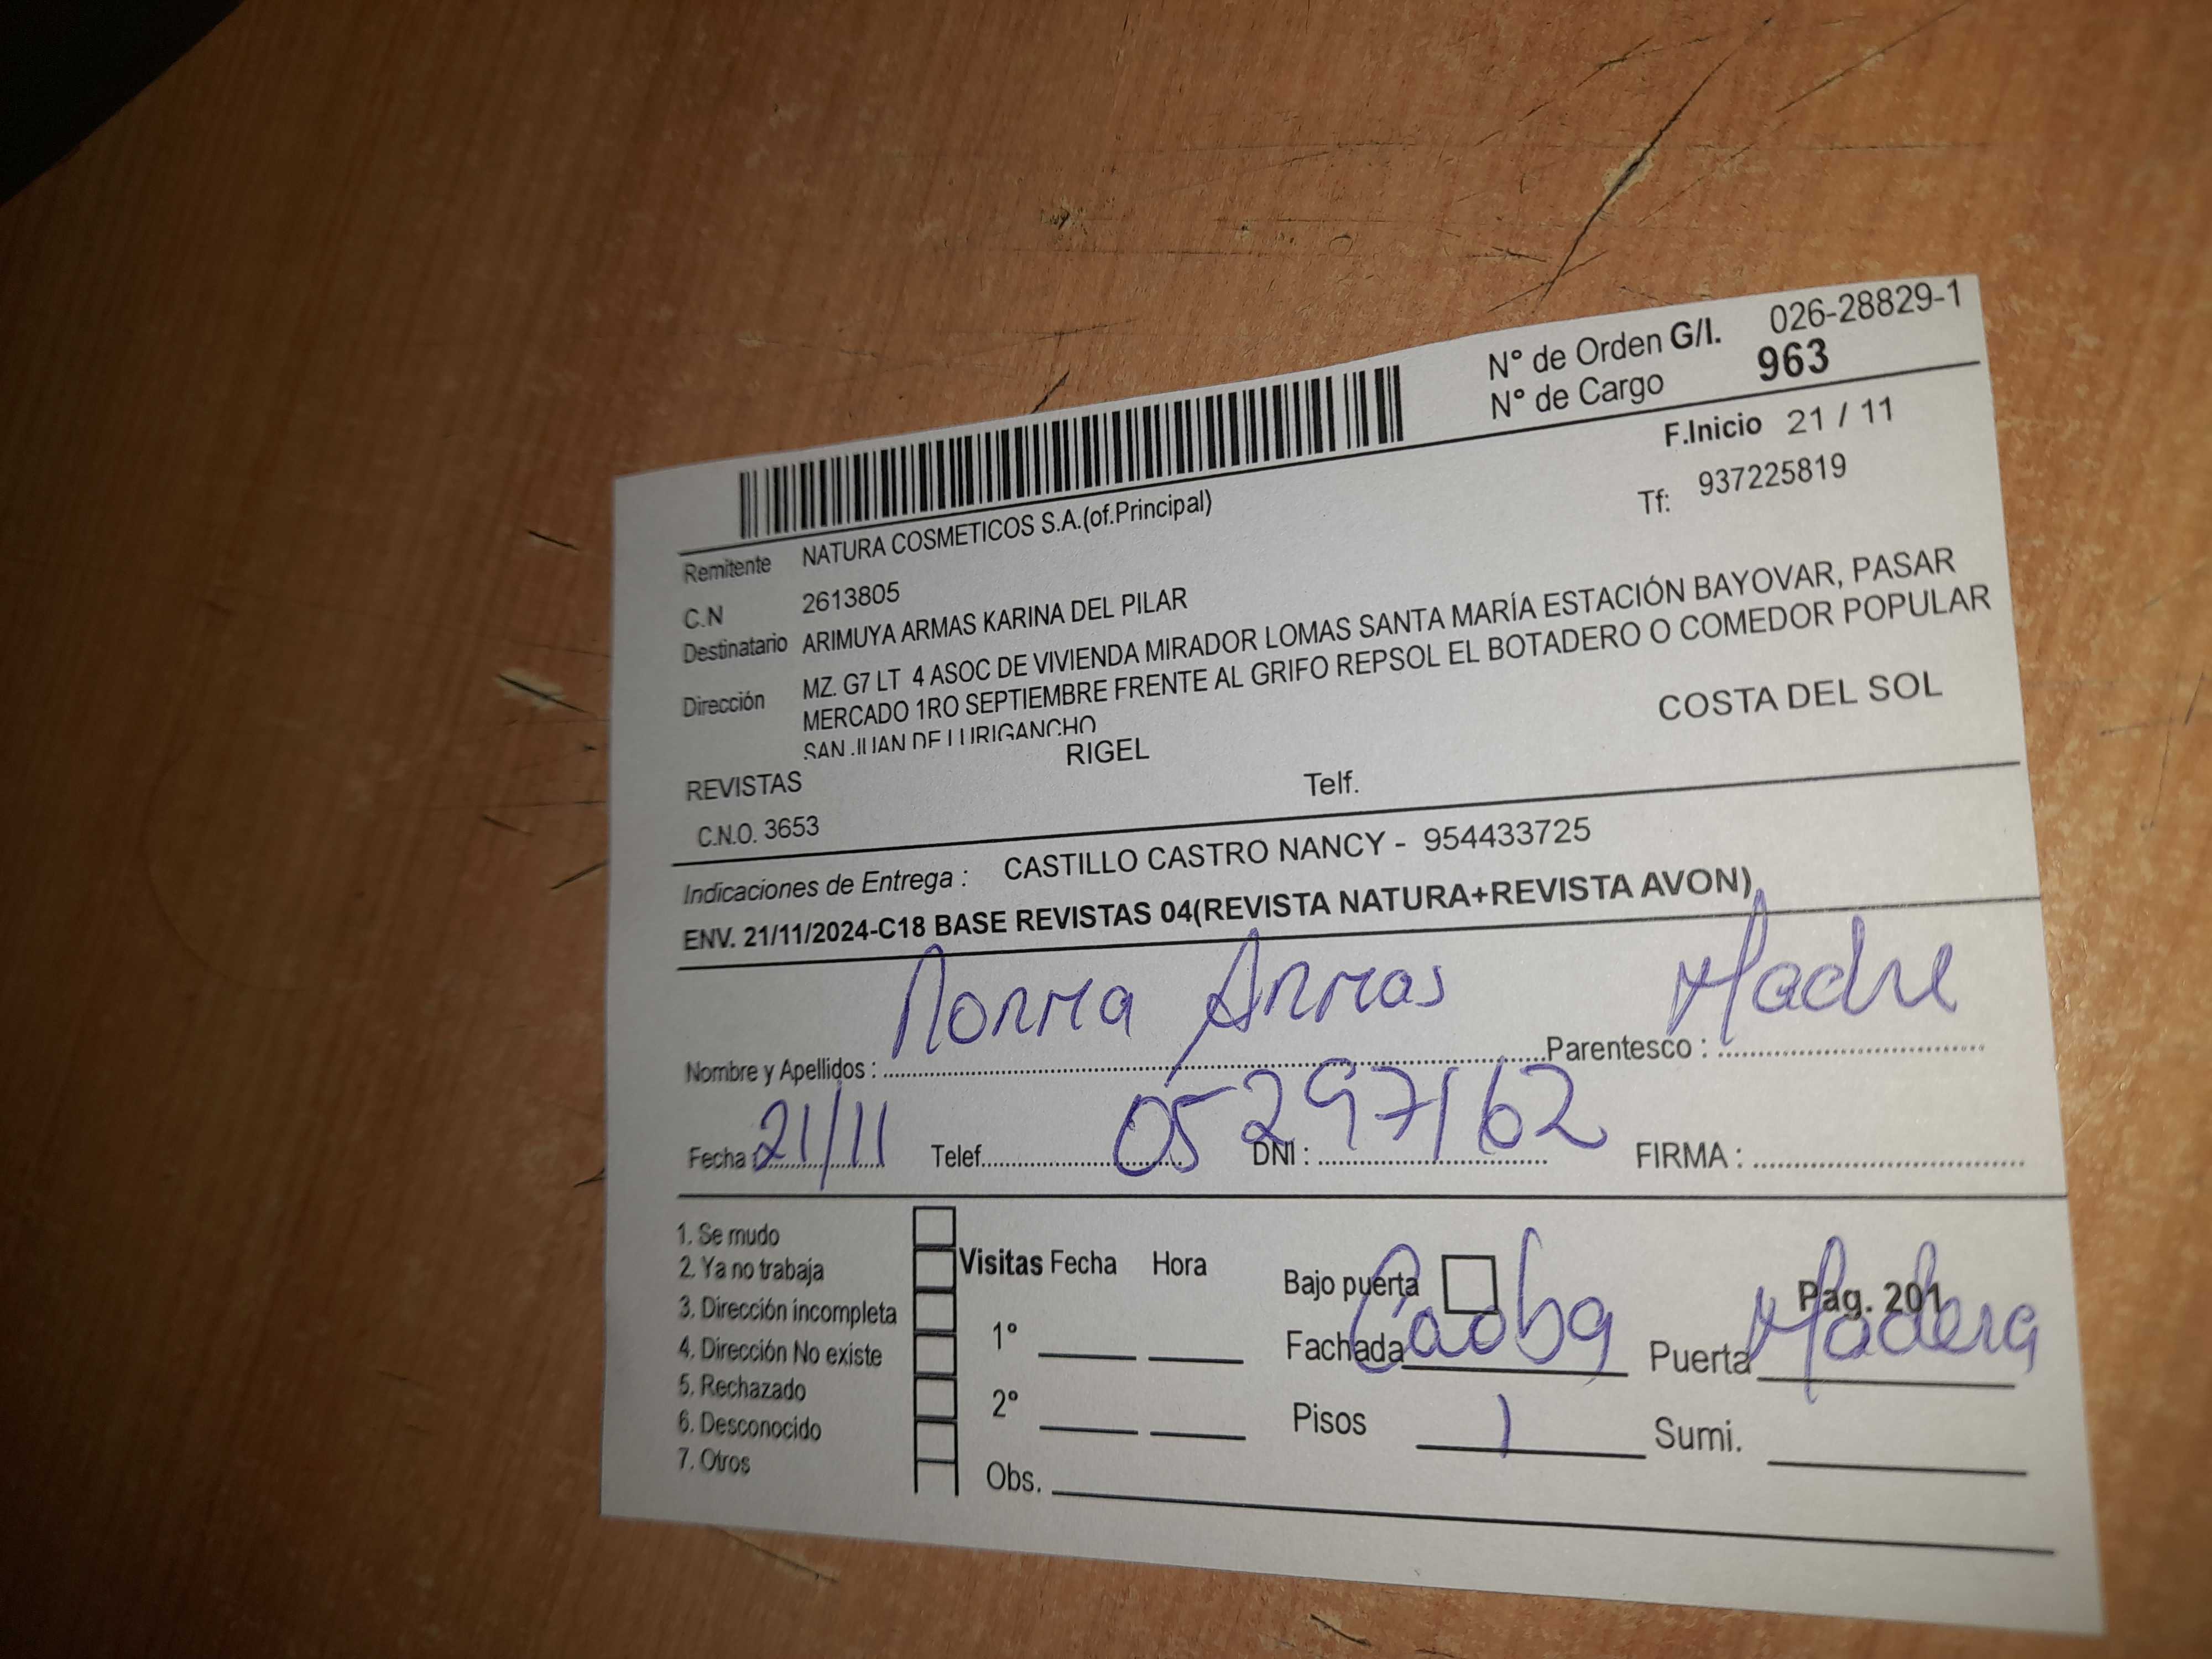 N° de Orden G/I. 026-28829-1
N° de Cargo 963
F.Inicio 21 / 11
Remitente NATURA COSMETICOS S.A.(of.Principal)
Tf: 937225819
C.N 2613805
Destinatario ARIMUYA ARMAS KARINA DEL PILAR
Dirección MZ. G7 LT 4 ASOC DE VIVIENDA MIRADOR LOMAS SANTA MARÍA ESTACIÓN BAYOVAR, PASAR
MERCADO 1RO SEPTIEMBRE FRENTE AL GRIFO REPSOL EL BOTADERO O COMEDOR POPULAR
SAN JUAN DE LURIGANCHO
COSTA DEL SOL
REVISTAS RIGEL
C.N.O. 3653 Telf.
Indicaciones de Entrega : CASTILLO CASTRO NANCY - 954433725
ENV. 21/11/2024-C18 BASE REVISTAS 04(REVISTA NATURA+REVISTA AVON)
Nombre y Apellidos : Norma Armas Parentesco : Madre
Fecha : 21/11 Telef. DNI : 05297162 FIRMA :
1. Se mudo
2. Ya no trabaja
3. Dirección incompleta
4. Dirección No existe
5. Rechazado
6. Desconocido
7. Otros
Visitas Fecha Hora
1°
2°
Obs.
Bajo puerta Pag. 201
Fachada Caoba Puerta Madera
Pisos 1 Sumi.